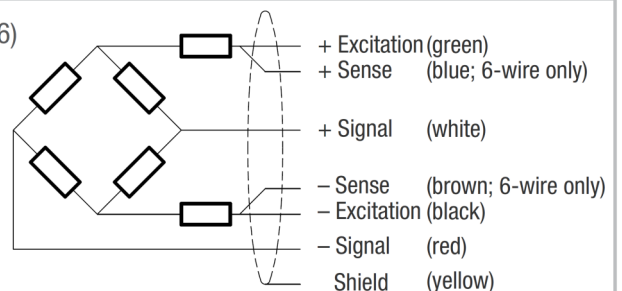 6)
+ Excitation (green)
+ Sense (blue; 6-wire only)
+ Signal (white)
– Sense (brown; 6-wire only)
– Excitation (black)
– Signal (red)
Shield (yellow)